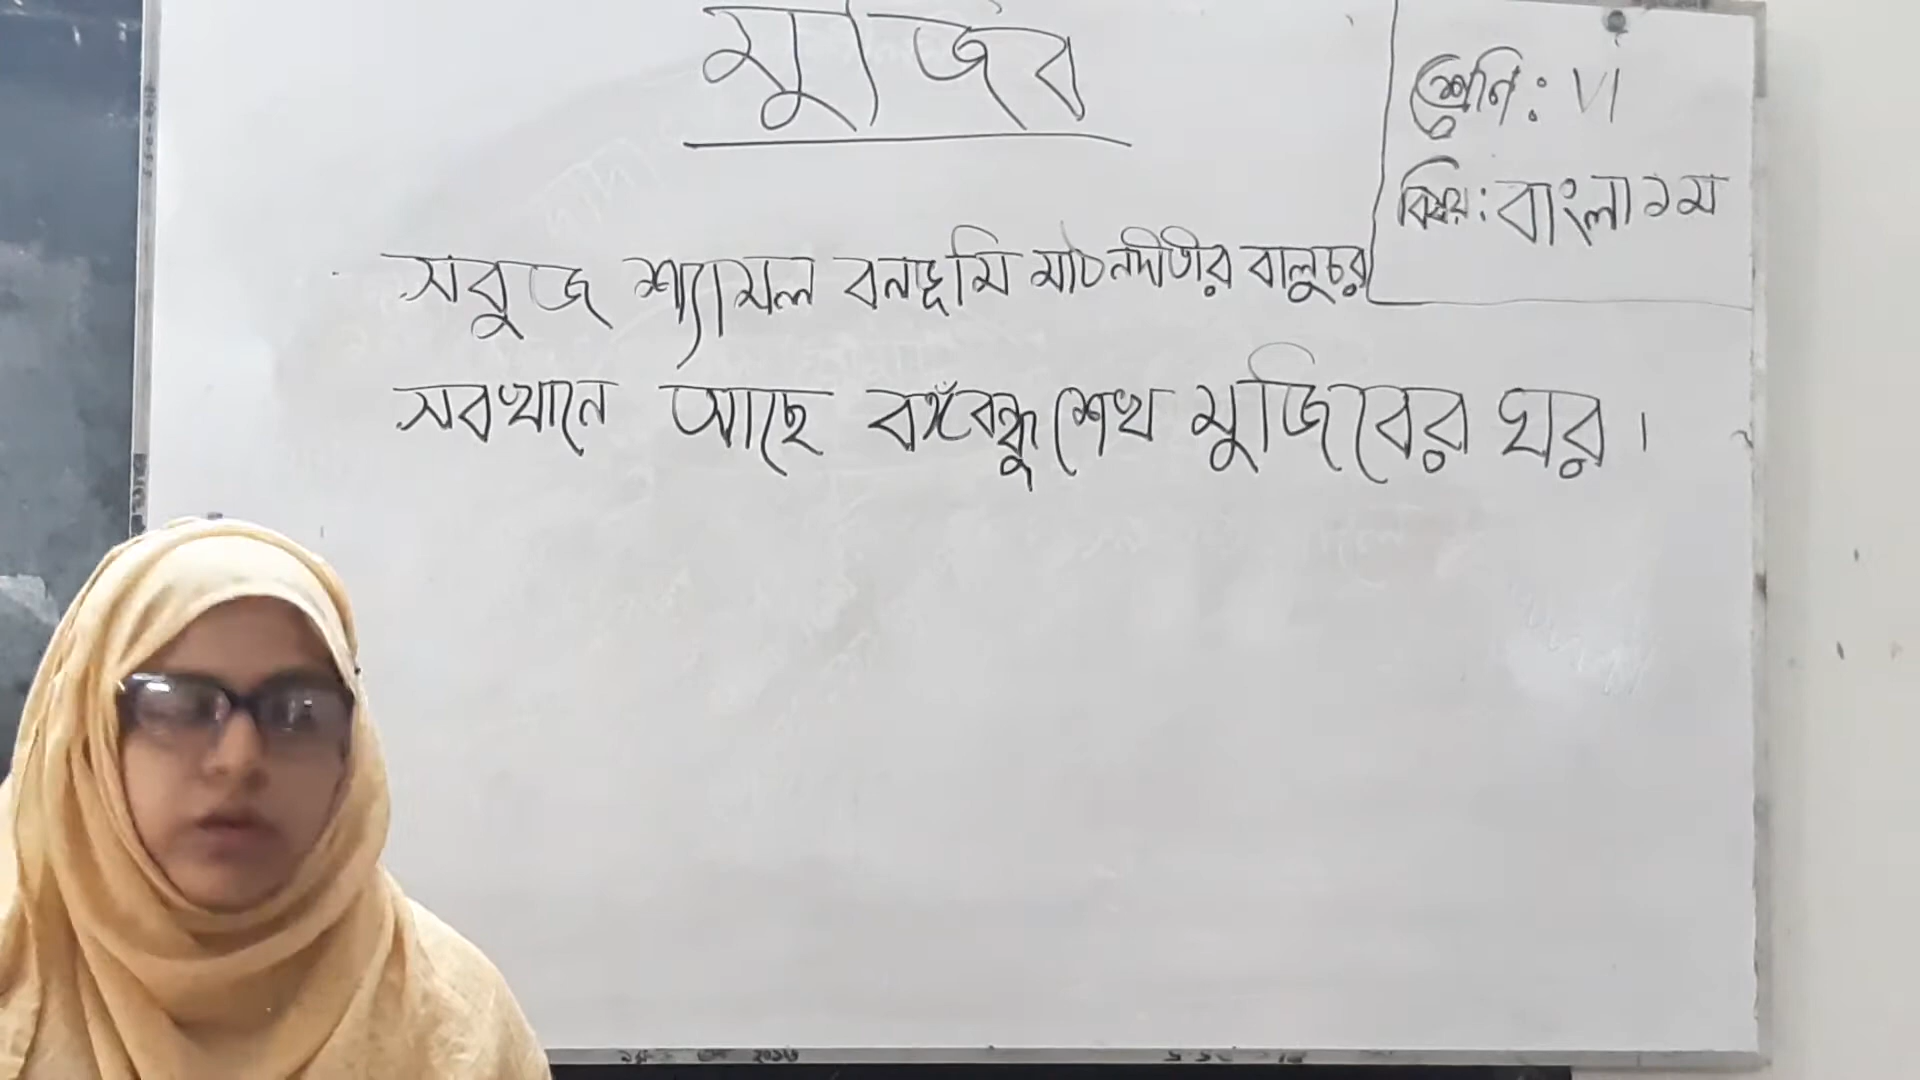 মুজিব
শ্রেণি: VI
বিষয়: বাংলা ১ম
সবুজ শ্যামল বনভূমি মাঠ নদীতীর বালুচর
সবখানে আছে বঙ্গবন্ধু শেখ মুজিবের ঘর।